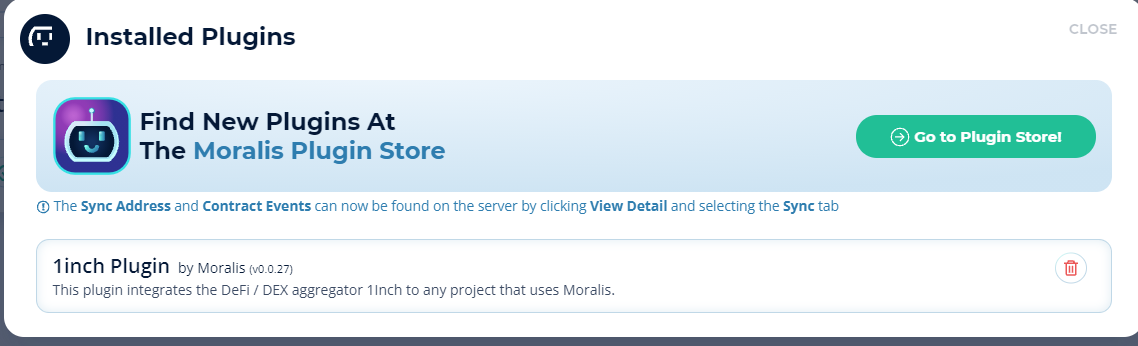 Installed Plugins
CLOSE
Find New Plugins At
The Moralis Plugin Store
Go to Plugin Store!
The Sync Address and Contract Events can now be found on the server by clicking View Detail and selecting the Sync tab
1inch Plugin by Moralis (v0.0.27)
This plugin integrates the DeFi / DEX aggregator 1Inch to any project that uses Moralis.